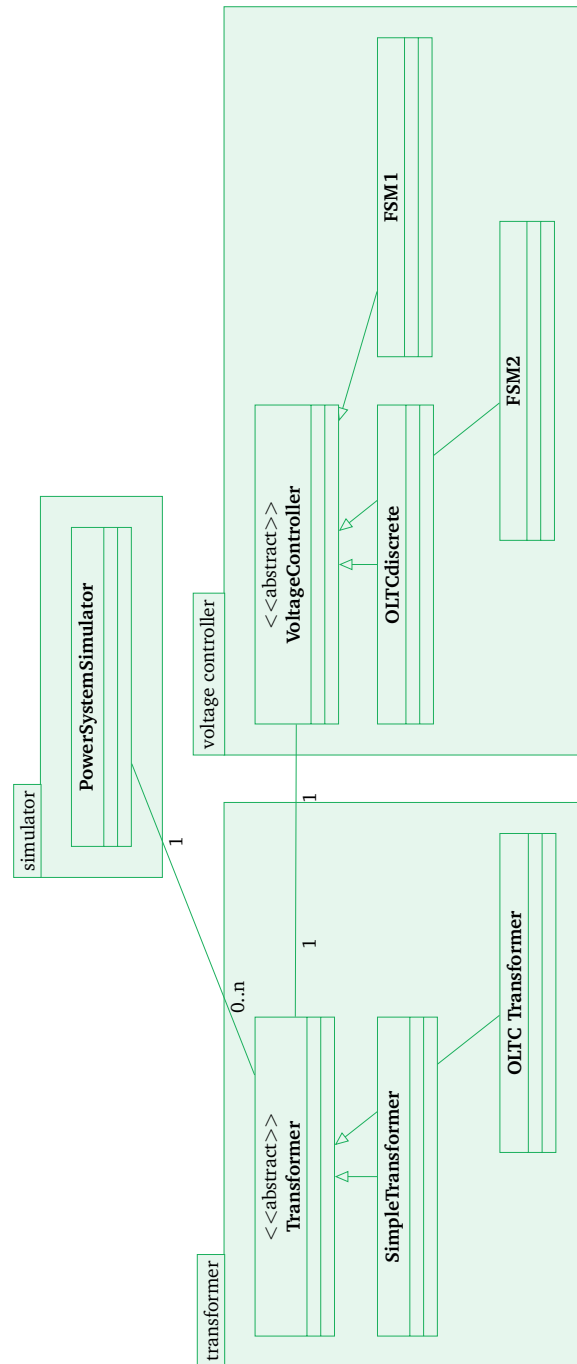 simulator
PowerSystemSimulator
1
0..n
transformer
<<abstract>>
Transformer
SimpleTransformer
OLTC Transformer
1
1
voltage controller
<<abstract>>
VoltageController
OLTCdiscrete
FSM1
FSM2